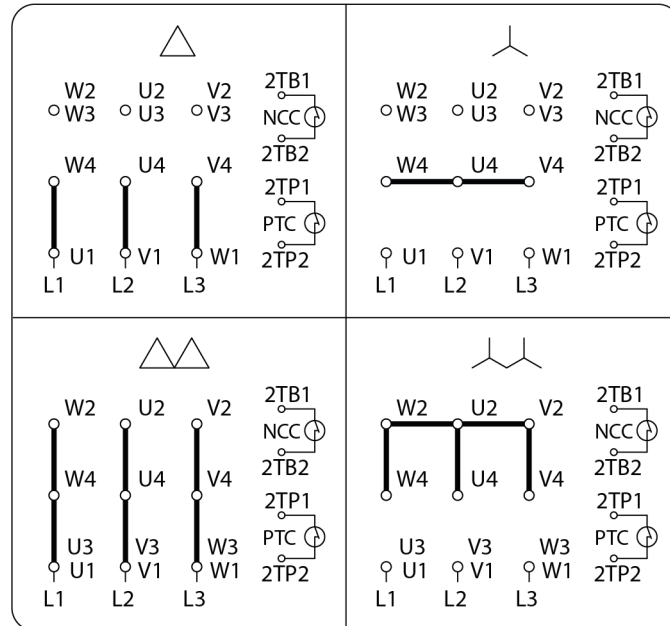 W2 U2 V2 2TB1
W3 U3 V3 NCC
2TB2
W4 U4 V4 2TP1
PTC
U1 V1 W1 2TP2
L1 L2 L3
W2 U2 V2 2TB1
W3 U3 V3 NCC
2TB2
W4 U4 V4 2TP1
PTC
U1 V1 W1 2TP2
L1 L2 L3
W2 U2 V2 2TB1
NCC
2TB2
W4 U4 V4 2TP1
PTC
U3 V3 W3
U1 V1 W1 2TP2
L1 L2 L3
W2 U2 V2 2TB1
NCC
2TB2
W4 U4 V4 2TP1
PTC
U3 V3 W3
U1 V1 W1 2TP2
L1 L2 L3